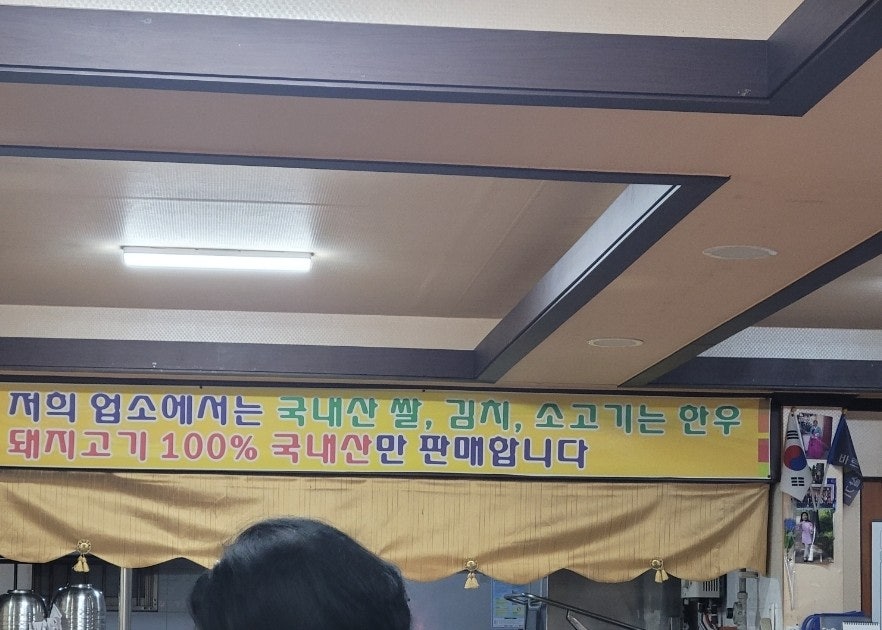 저희 업소에서는 국내산 쌀, 김치, 소고기는 한우
돼지고기 100% 국내산만 판매합니다